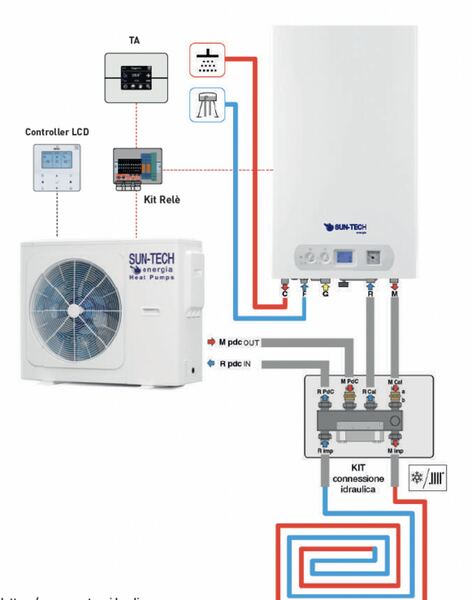 TA
Controller LCD
Kit Relè
SUN-TECH
energia
Heat Pumps
SUN-TECH
energia
C
F
G
R
M
M pdc OUT
R pdc IN
R PdC
M PdC
R Cal
M Cal
a
b
R imp
M imp
KIT
connessione
idraulica